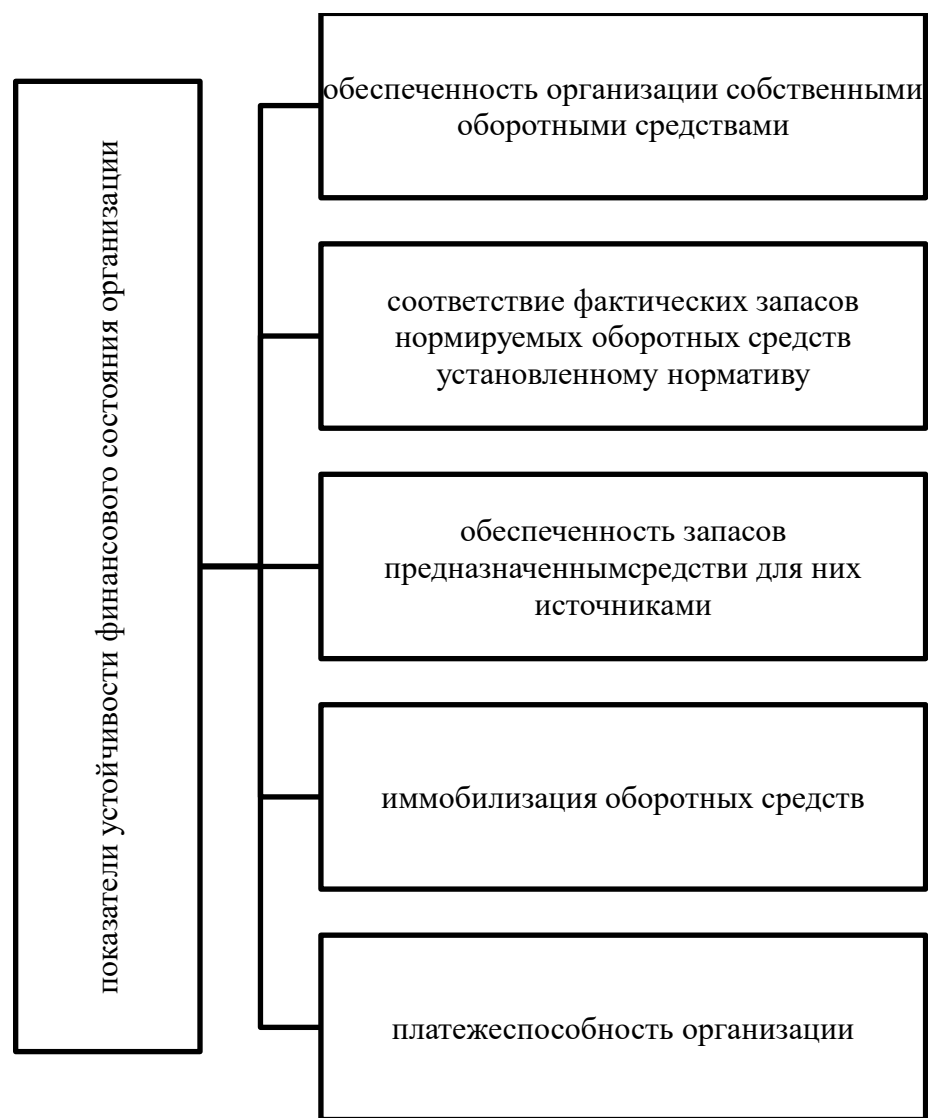 показатели устойчивости финансового состояния организации
обеспеченность организации собственными
оборотными средствами
соответствие фактических запасов
нормируемых оборотных средств
установленному нормативу
обеспеченность запасов
предназначеннымсредстви для них
источниками
иммобилизация оборотных средств
платежеспособность организации